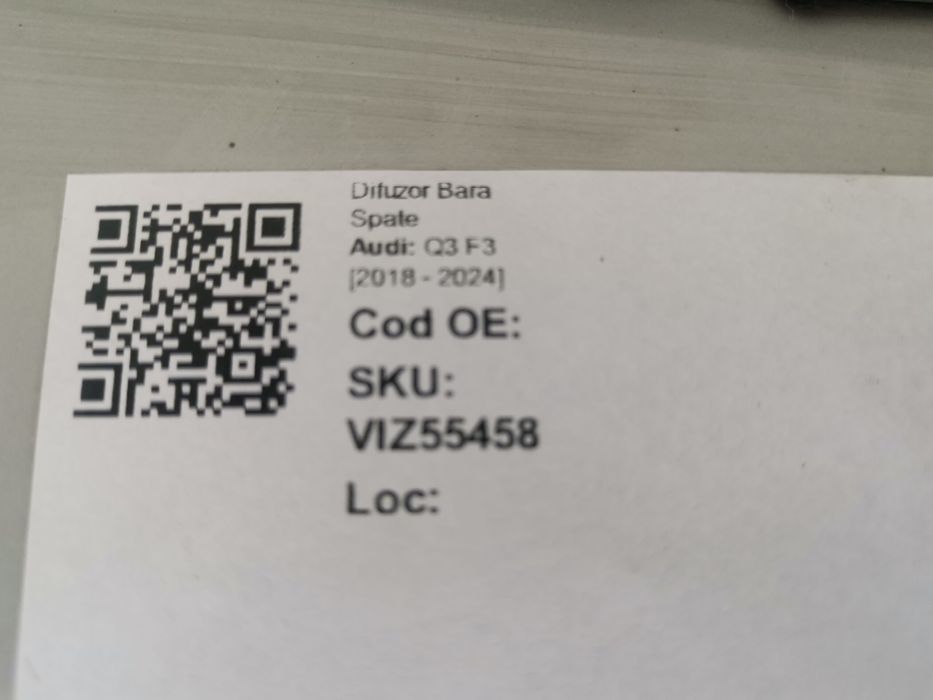 Difuzor Bara
Spate
Audi: Q3 F3
[2018 - 2024]
Cod OE:
SKU:
VIZ55458
Loc: